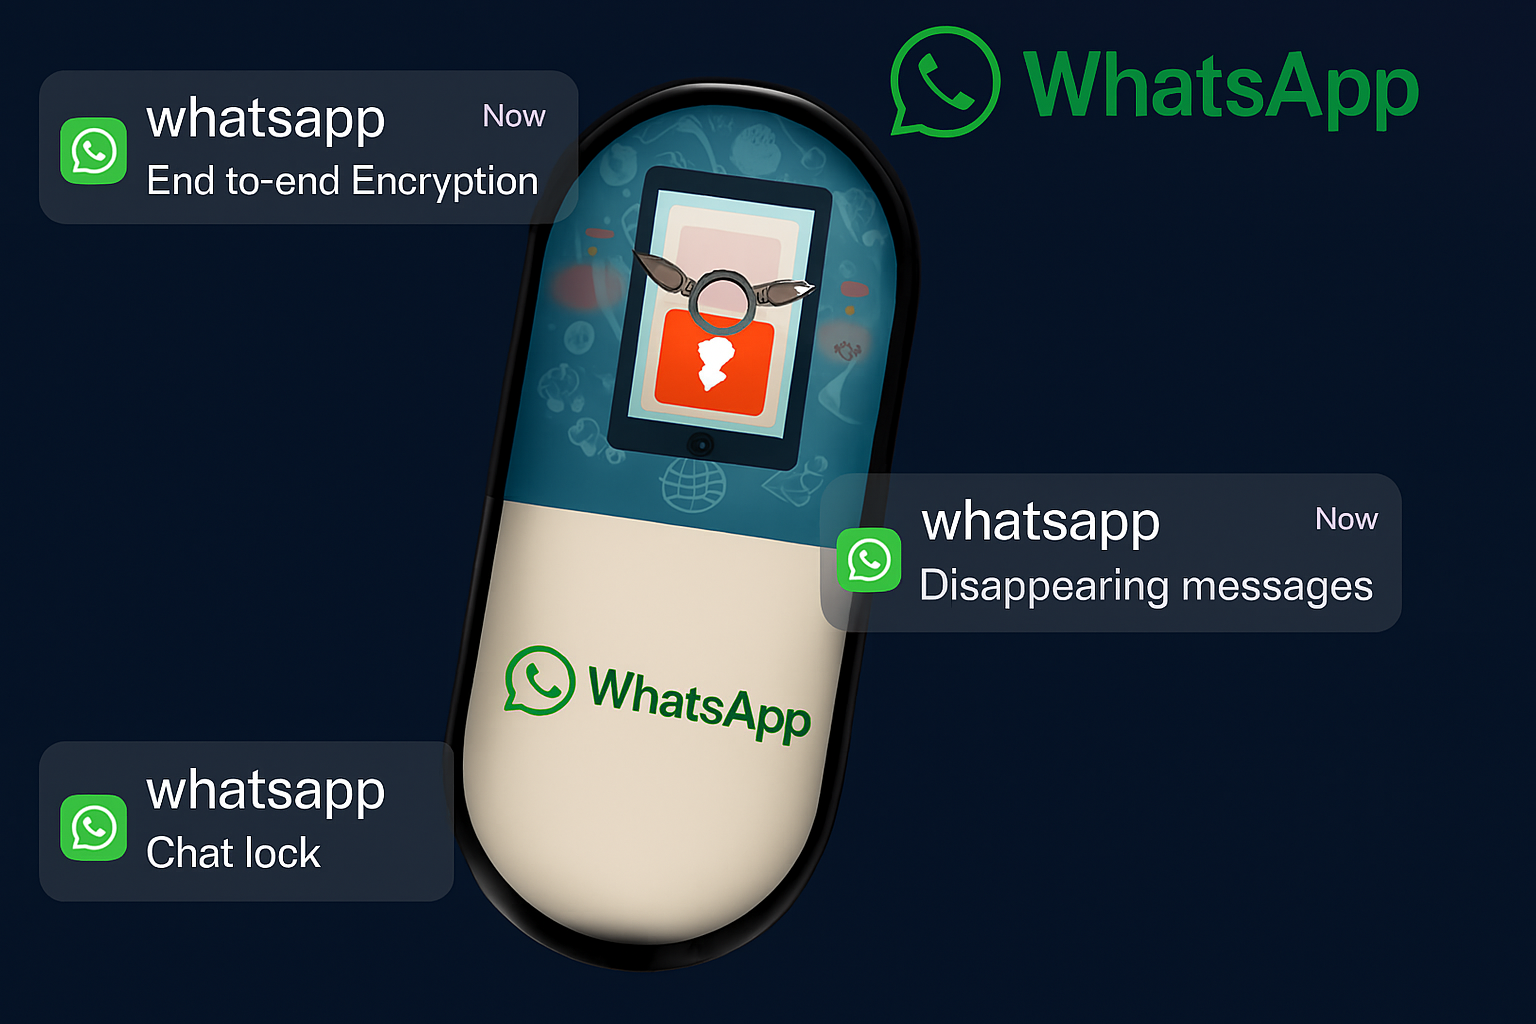 WhatsApp
whatsapp Now
End to-end Encryption
whatsapp Now
Disappearing messages
WhatsApp
whatsapp
Chat lock